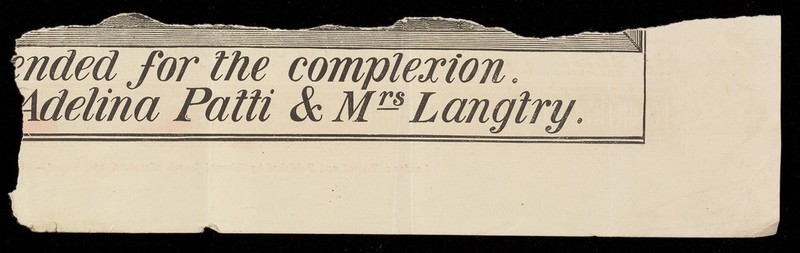 ended for the complexion.
Adelina Patti & Mrs Langtry.